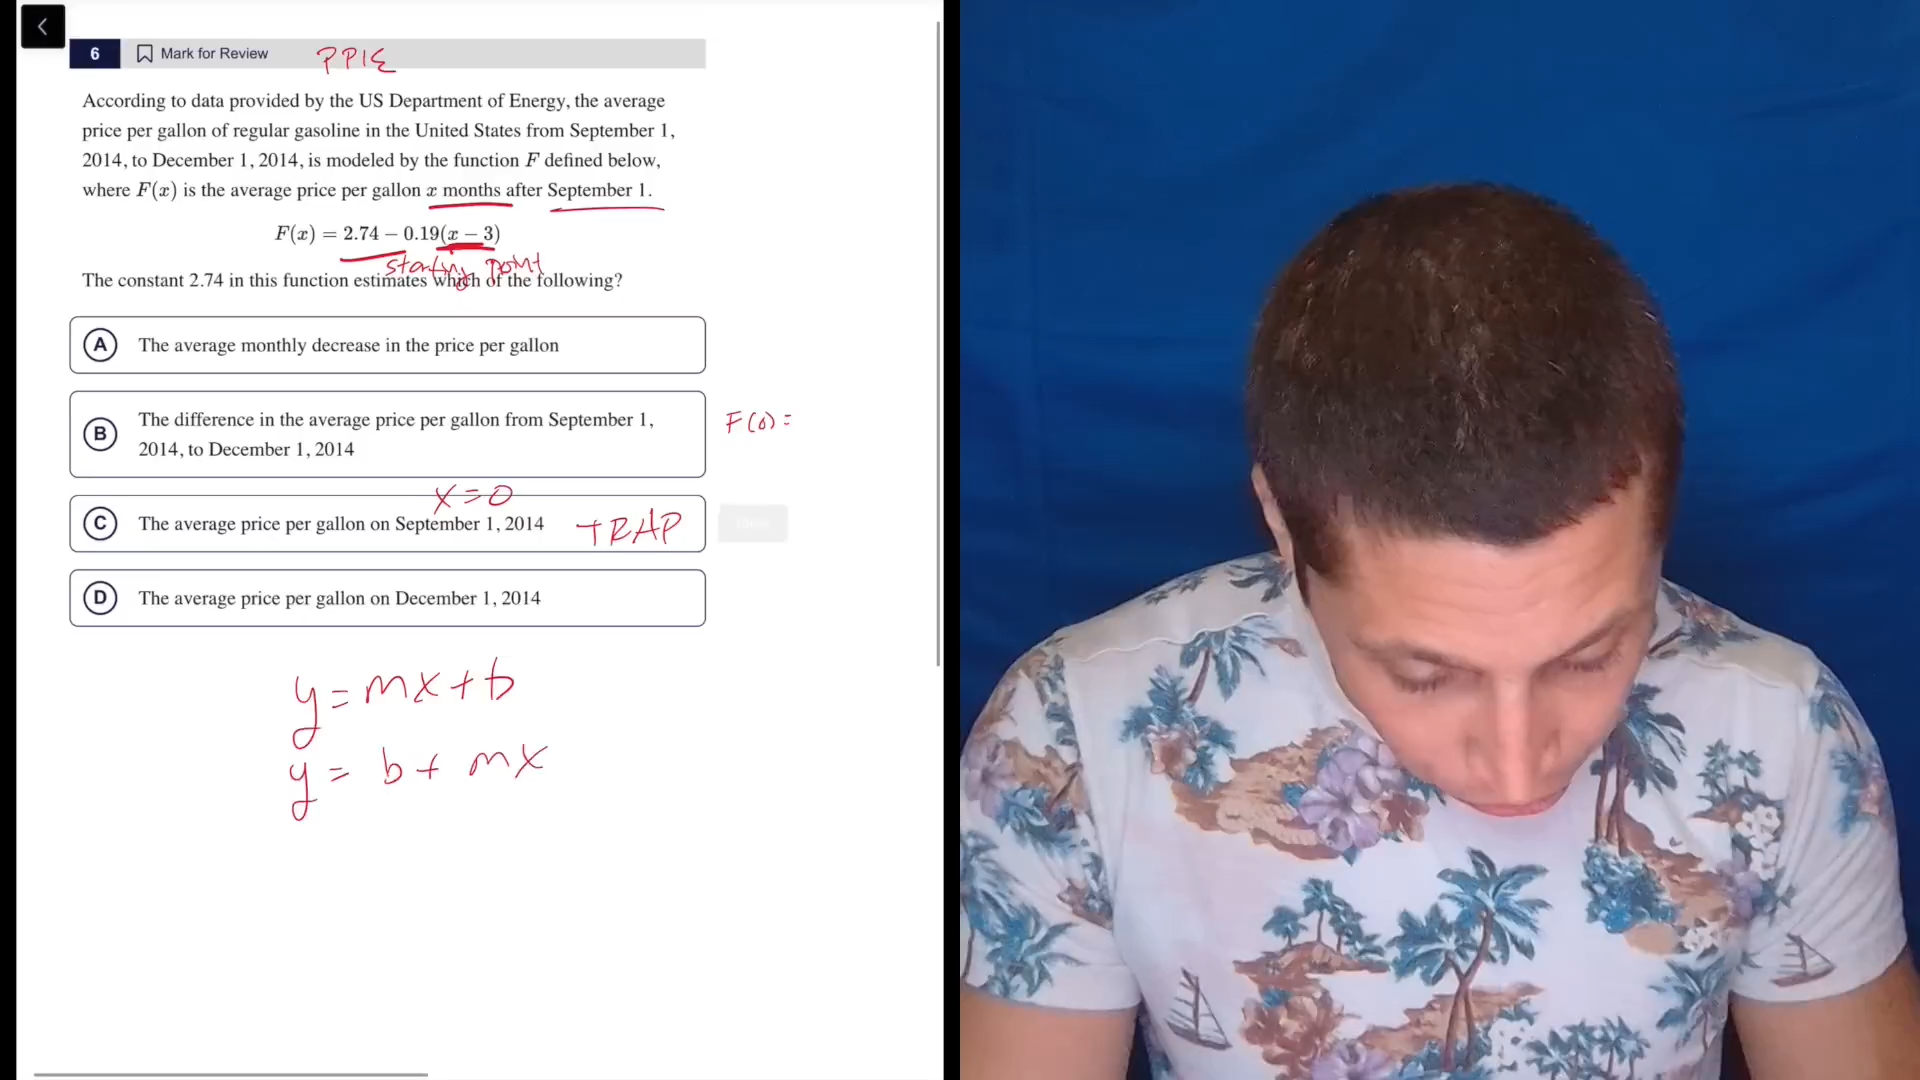 6 Mark for Review PPIE
According to data provided by the US Department of Energy, the average
price per gallon of regular gasoline in the United States from September 1,
2014, to December 1, 2014, is modeled by the function F defined below,
where F(x) is the average price per gallon x months after September 1.
F(x) = 2.74 − 0.19(x − 3)
starting point
The constant 2.74 in this function estimates which of the following?
A The average monthly decrease in the price per gallon
B The difference in the average price per gallon from September 1,
2014, to December 1, 2014
F(0) =
x = 0
C The average price per gallon on September 1, 2014 TRAP
D The average price per gallon on December 1, 2014
y = mx + b
y = b + mx